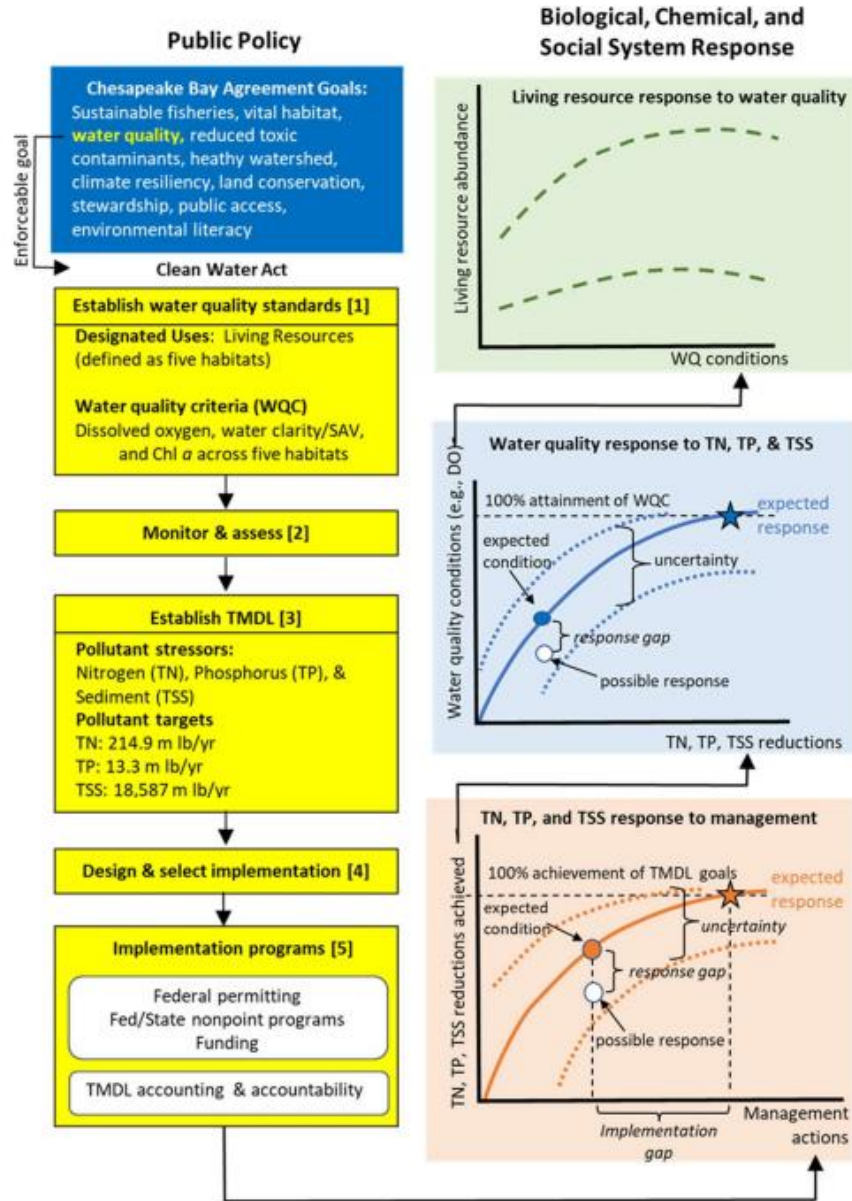 Public Policy
Chesapeake Bay Agreement Goals:
Sustainable fisheries, vital habitat,
water quality, reduced toxic
contaminants, heathy watershed,
climate resiliency, land conservation,
stewardship, public access,
environmental literacy
Enforceable goal
Clean Water Act
Establish water quality standards [1]
Designated Uses: Living Resources
(defined as five habitats)
Water quality criteria (WQC)
Dissolved oxygen, water clarity/SAV,
and Chl a across five habitats
Monitor & assess [2]
Establish TMDL [3]
Pollutant stressors:
Nitrogen (TN), Phosphorus (TP), &
Sediment (TSS)
Pollutant targets
TN: 214.9 m lb/yr
TP: 13.3 m lb/yr
TSS: 18,587 m lb/yr
Design & select implementation [4]
Implementation programs [5]
Federal permitting
Fed/State nonpoint programs
Funding
TMDL accounting & accountability
Biological, Chemical, and
Social System Response
Living resource response to water quality
Living resource abundance
WQ conditions
Water quality response to TN, TP, & TSS
Water quality conditions (e.g., DO)
100% attainment of WQC
expected
response
expected
condition
uncertainty
response gap
possible response
TN, TP, TSS reductions
TN, TP, and TSS response to management
TN, TP, TSS reductions achieved
100% achievement of TMDL goals
expected
response
expected
condition
uncertainty
response gap
possible response
Management
actions
Implementation
gap